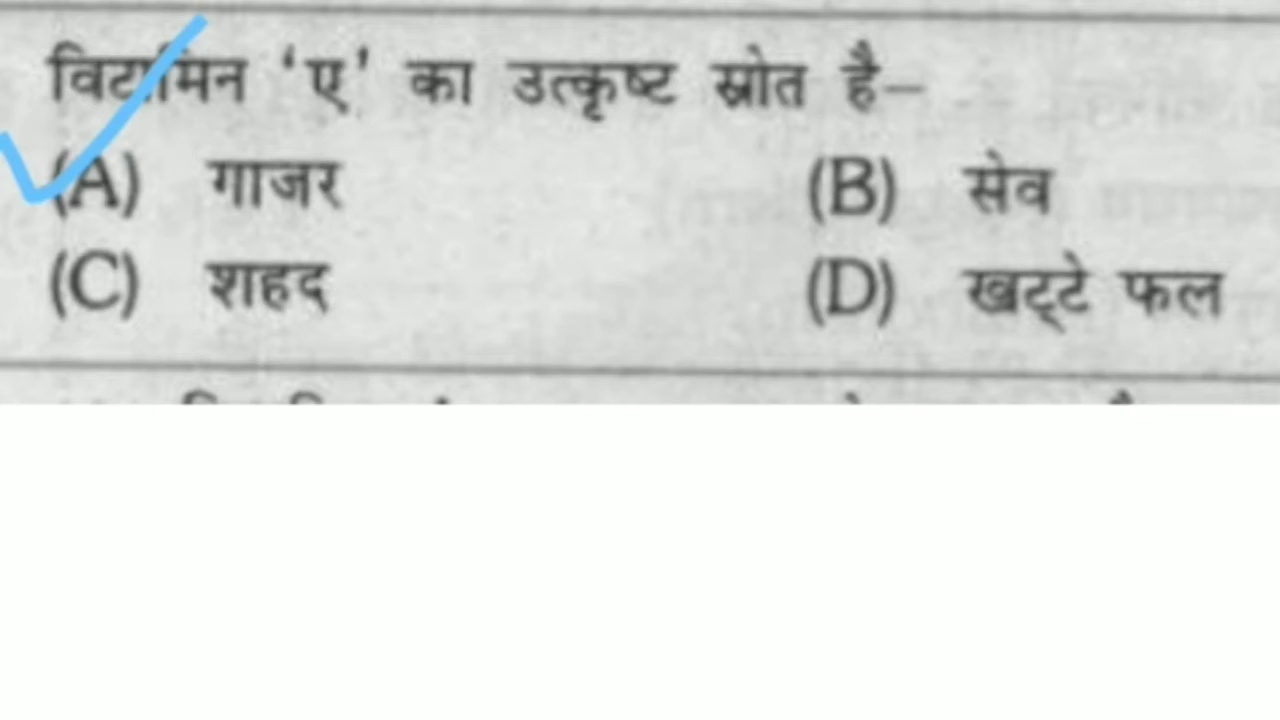 विटामिन ‘ए’ का उत्कृष्ट स्रोत है–
(A) गाजर (B) सेव
(C) शहद (D) खट्टे फल